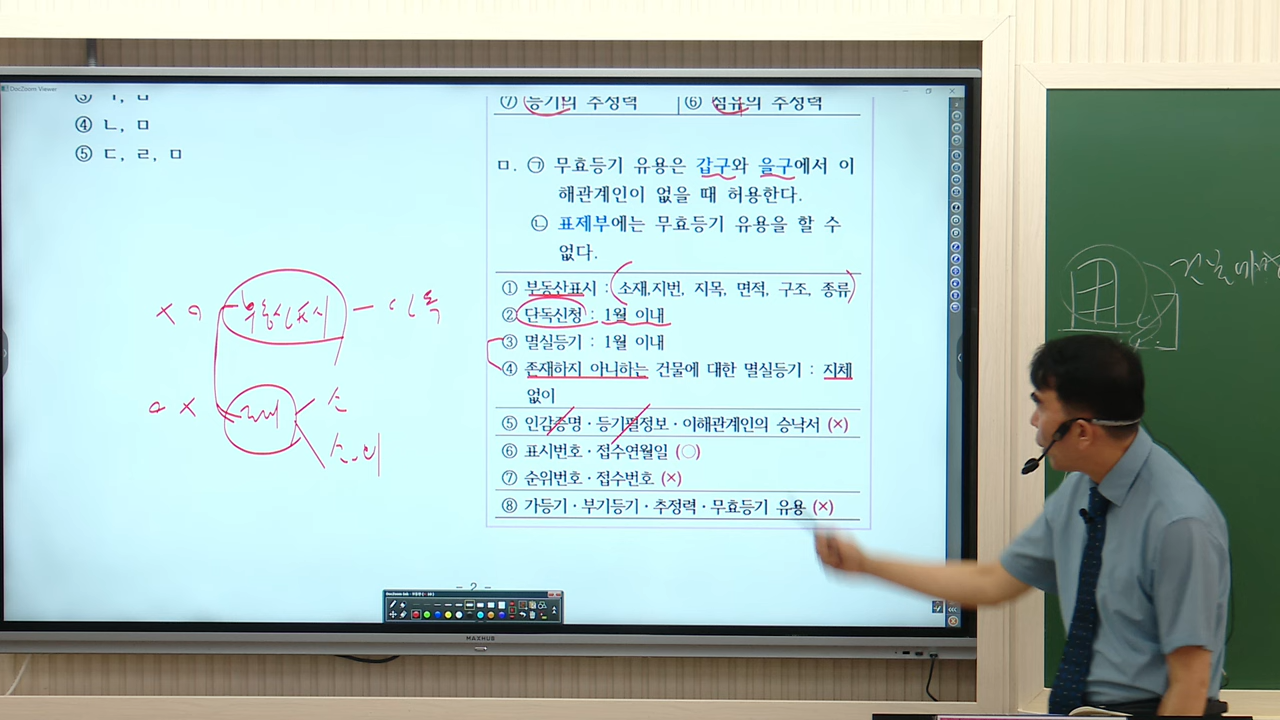 DocZoom Viewer
④ ㄴ, ㅁ
⑤ ㄷ, ㄹ, ㅁ
⑦ 등기의 추정력 ⑥ 점유의 추정력
ㅁ. ㉠ 무효등기 유용은 갑구와 을구에서 이
해관계인이 없을 때 허용한다.
㉡ 표제부에는 무효등기 유용을 할 수
없다.
① 부동산표시 : 소재,지번, 지목, 면적, 구조, 종류
② 단독신청 : 1월 이내
③ 멸실등기 : 1월 이내
④ 존재하지 아니하는 건물에 대한 멸실등기 : 지체
없이
⑤ 인감증명·등기필정보·이해관계인의 승낙서 (×)
⑥ 표시번호·접수연월일 (○)
⑦ 순위번호·접수번호 (×)
⑧ 가등기·부기등기·추정력·무효등기 유용 (×)
부동산표시
- 2 -
MAXHUB